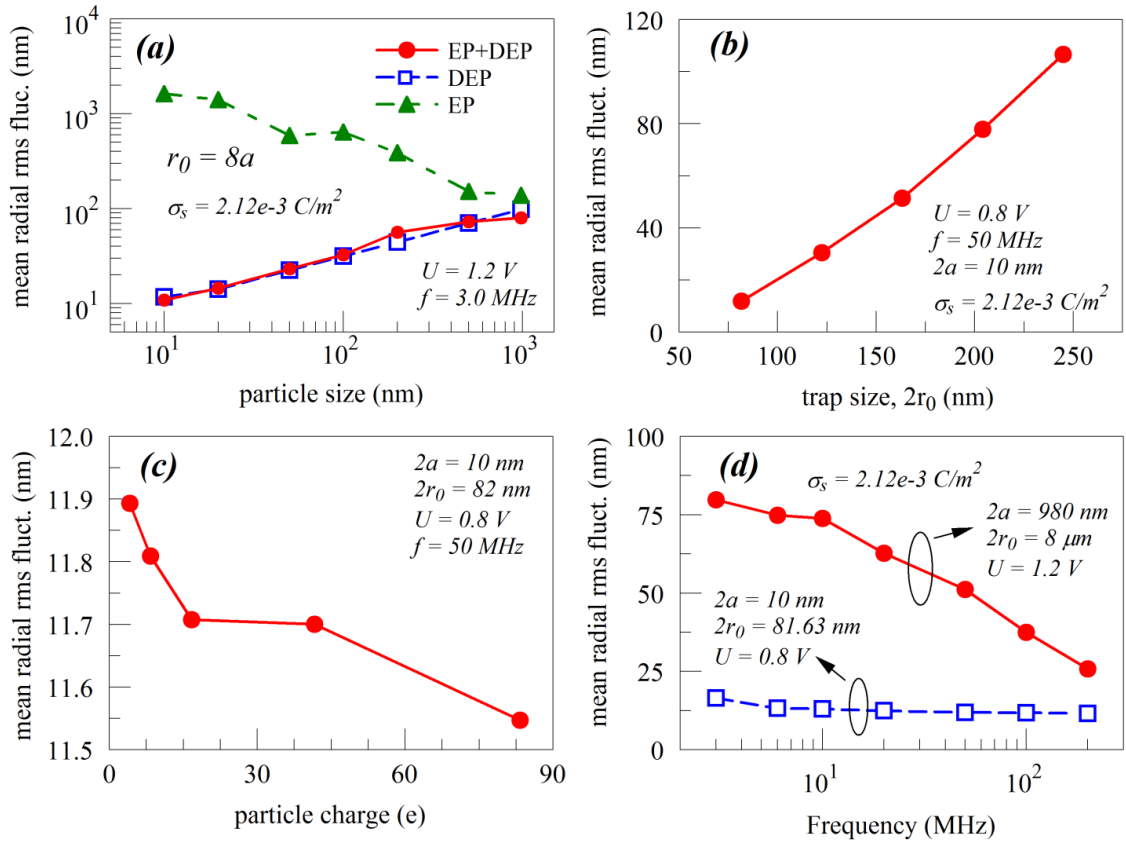 (a)
EP+DEP
DEP
EP
r₀ = 8a
σₛ = 2.12e-3 C/m²
U = 1.2 V
f = 3.0 MHz
mean radial rms fluc. (nm)
10⁴
10³
10²
10¹
10¹
10²
10³
particle size (nm)
(b)
U = 0.8 V
f = 50 MHz
2a = 10 nm
σₛ = 2.12e-3 C/m²
mean radial rms fluct. (nm)
120
80
40
0
50
100
150
200
250
trap size, 2r₀ (nm)
(c)
2a = 10 nm
2r₀ = 82 nm
U = 0.8 V
f = 50 MHz
mean radial rms fluct. (nm)
12.0
11.9
11.8
11.7
11.6
11.5
0
30
60
90
particle charge (e)
(d)
σₛ = 2.12e-3 C/m²
2a = 980 nm
2r₀ = 8 μm
U = 1.2 V
2a = 10 nm
2r₀ = 81.63 nm
U = 0.8 V
mean radial rms fluct. (nm)
100
75
50
25
0
10¹
10²
Frequency (MHz)